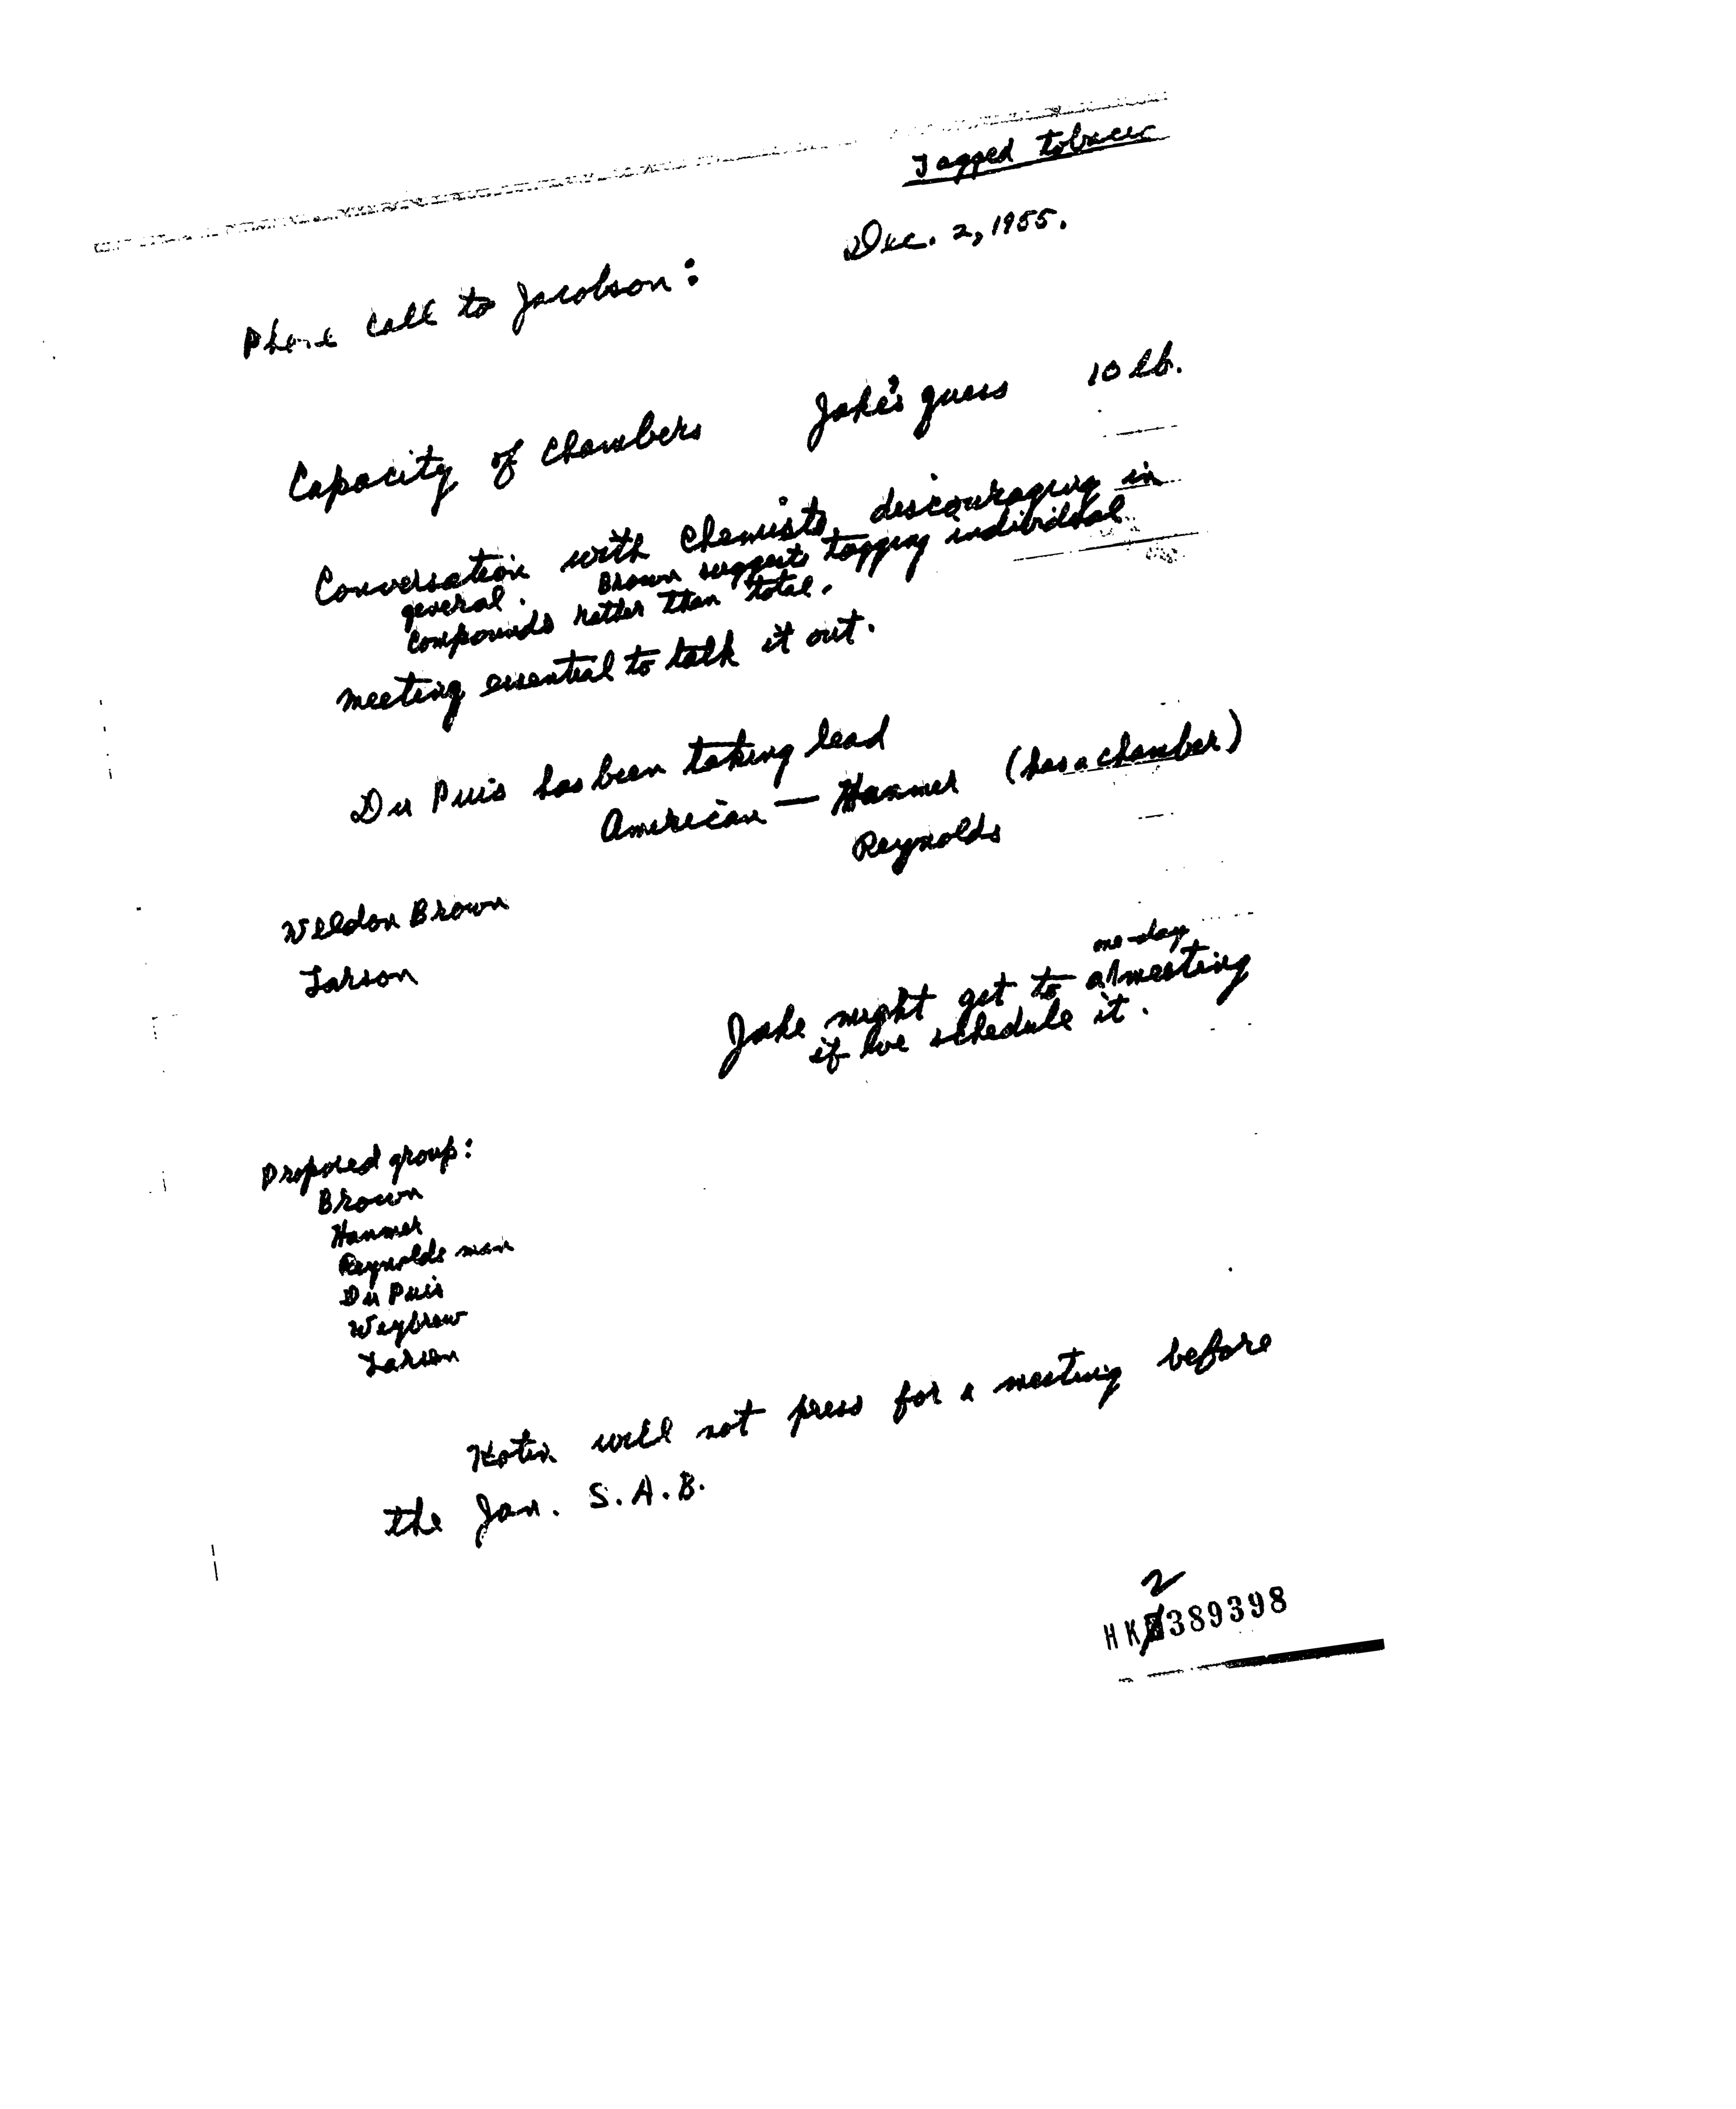 Tagged tobacco
Dec. 2, 1955.
Phone call to Jacobson:
Capacity of chambers Jake's guess 10 lb.
Conversation with chemists, discouraging in
general. Brown suggests tagging individual
compounds rather than total.
Meeting essential to talk it out.
Du Puis has been taking lead
American — Hanmer (has a chamber)
Reynolds
Weldon Brown
Larson
one-day
Jake might get to a meeting
if we schedule it.
Proposed group:
Brown
Hanmer
Reynolds man
Du Puis
Weybrew
Larson
Kotin will not press for a meeting before
the Jan. S.A.B.
2
HK 389398